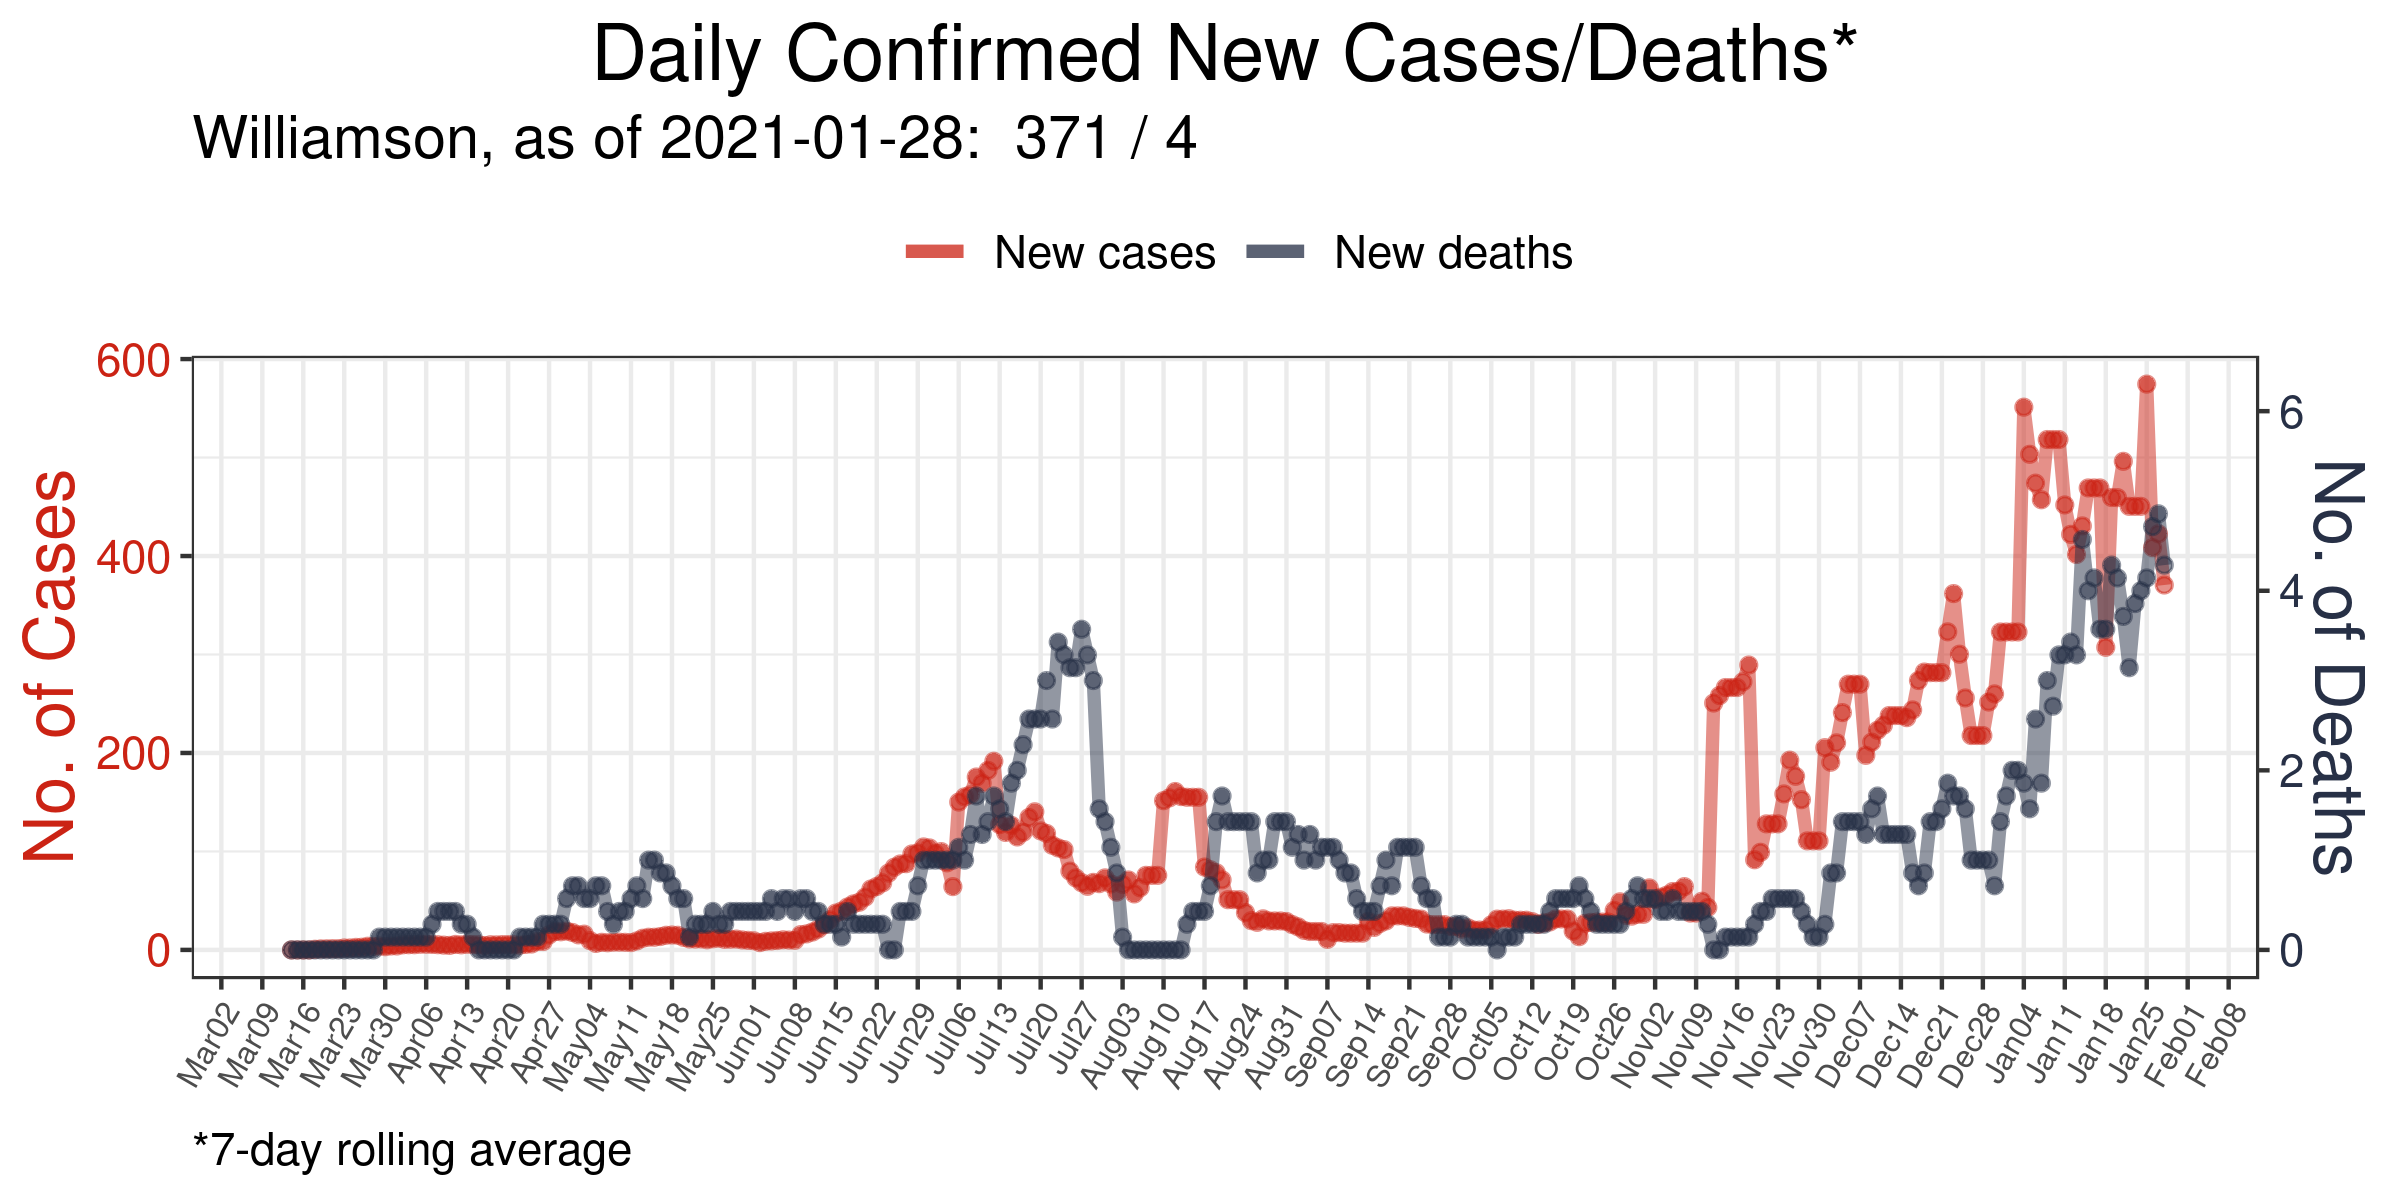 Daily Confirmed New Cases/Deaths*
Williamson, as of 2021-01-28:  371 / 4
New cases
New deaths
No. of Cases
600
400
200
0
6
4
2
0
No. of Deaths
Mar02
Mar09
Mar16
Mar23
Mar30
Apr06
Apr13
Apr20
Apr27
May04
May11
May18
May25
Jun01
Jun08
Jun15
Jun22
Jun29
Jul06
Jul13
Jul20
Jul27
Aug03
Aug10
Aug17
Aug24
Aug31
Sep07
Sep14
Sep21
Sep28
Oct05
Oct12
Oct19
Oct26
Nov02
Nov09
Nov16
Nov23
Nov30
Dec07
Dec14
Dec21
Dec28
Jan04
Jan11
Jan18
Jan25
Feb01
Feb08
*7-day rolling average